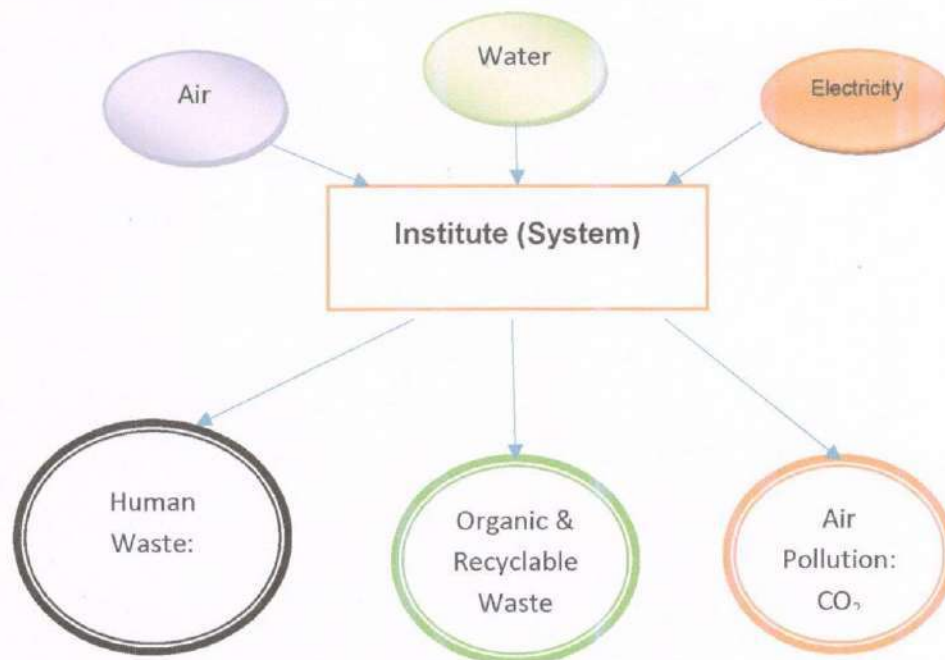 Air
Water
Electricity
Institute (System)
Human
Waste:
Organic &
Recyclable
Waste
Air
Pollution:
CO₂